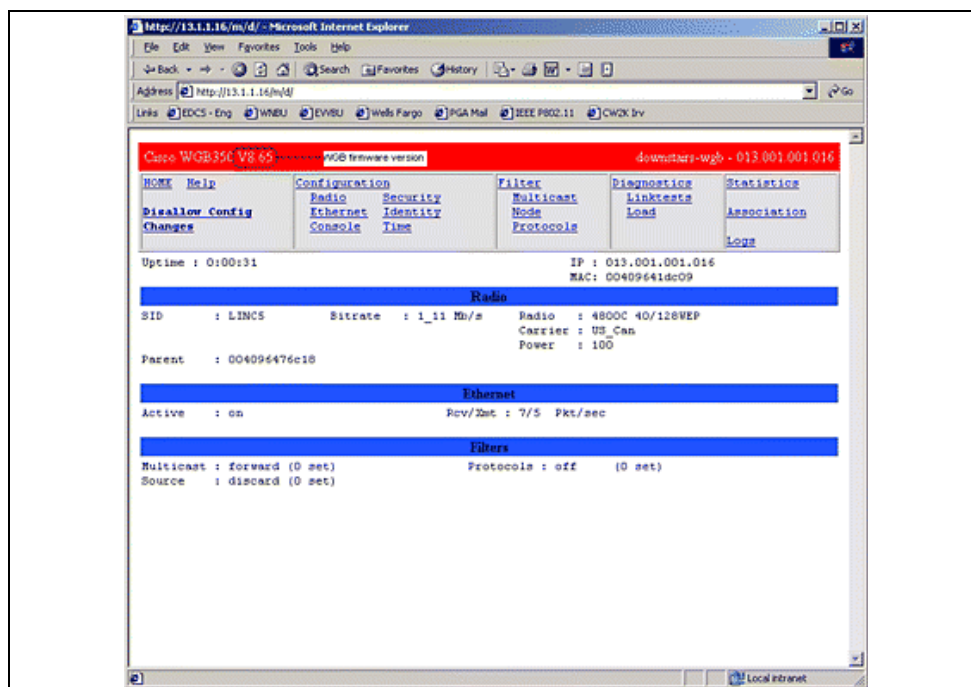 http://13.1.1.16/m/d/ - Microsoft Internet Explorer
File Edit View Favorites Tools Help
Back Search Favorites History
Address http://13.1.1.16/m/d/ Go
Links EDCS - Eng WNBU EVVBU Wells Fargo PGA Mail IEEE P802.11 CW2K Irv
Cisco WGB350 V8.65 WGB firmware version downstairs-wgb - 013.001.001.016
HOME Help Configuration Filter Diagnostics Statistics
Radio Security Multicast Linktests
Disallow Config Ethernet Identity Node Load Association
Changes Console Time Protocols
Logs
Uptime : 0:00:31 IP : 013.001.001.016
MAC: 00409641dc09
Radio
SID : LINC5 Bitrate : 1_11 Mb/s Radio : 4800C 40/128WEP
Carrier : US_Can
Power : 100
Parent : 004096476c18
Ethernet
Active : on Rcv/Xmt : 7/5 Pkt/sec
Filters
Multicast : forward (0 set) Protocols : off (0 set)
Source : discard (0 set)
Local intranet